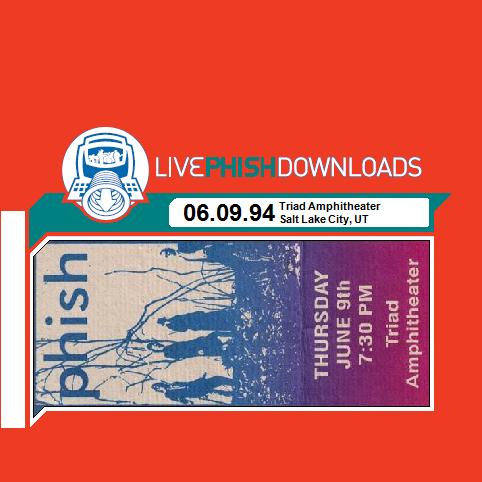 LIVEPHISHDOWNLOADS
06.09.94
Triad Amphitheater
Salt Lake City, UT
phish
THURSDAY
JUNE 9th
7:30 PM
Triad
Amphitheater